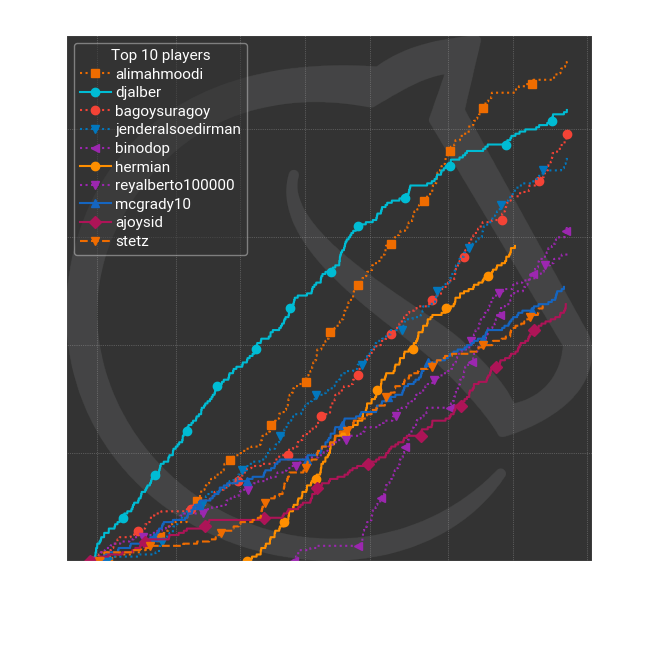 Top 10 players
alimahmoodi
djalber
bagoysuragoy
jenderalsoedirman
binodop
hermian
reyalberto100000
mcgrady10
ajoysid
stetz